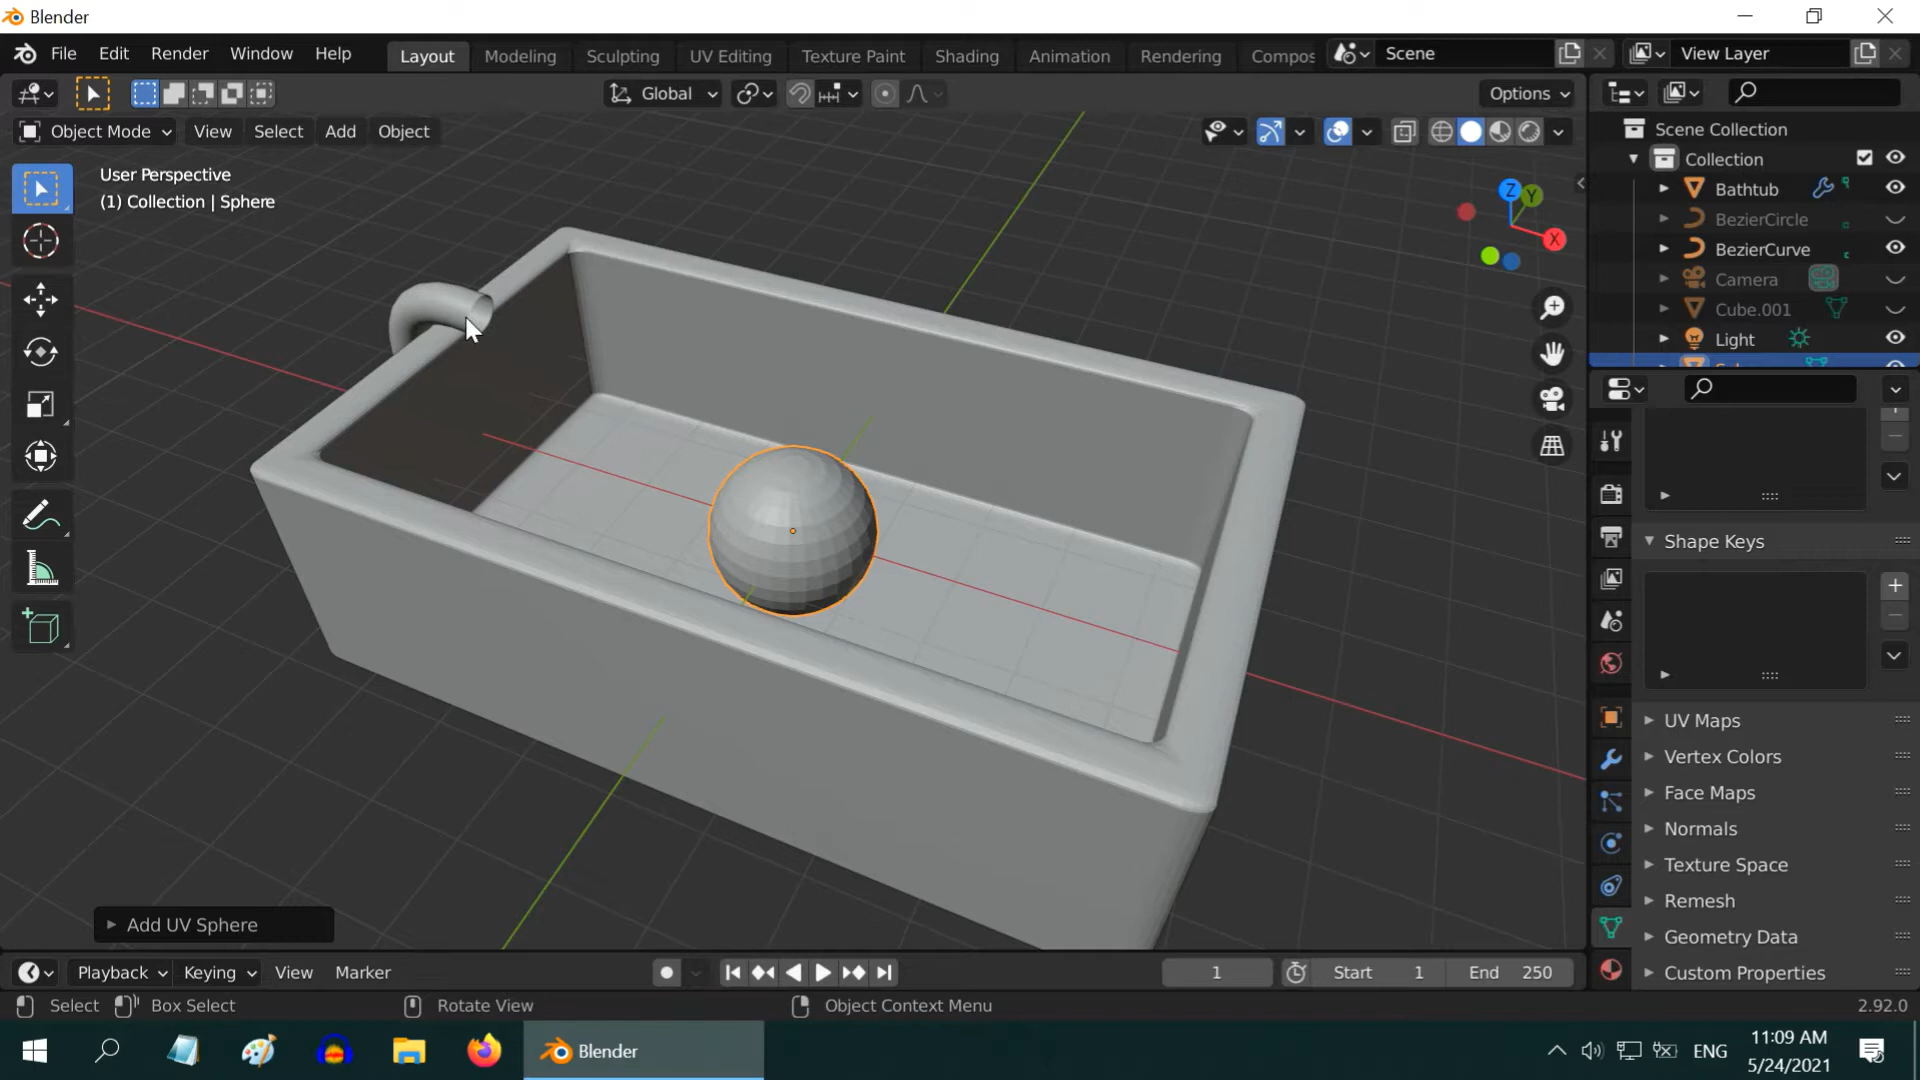 Blender
File Edit Render Window Help Layout Modeling Sculpting UV Editing Texture Paint Shading Animation Rendering Compos Scene View Layer
Global Options
Object Mode View Select Add Object
Scene Collection
Collection
Bathtub
BezierCircle
BezierCurve
Camera
Cube.001
Light
User Perspective
(1) Collection | Sphere
Z Y X
Shape Keys
UV Maps
Vertex Colors
Face Maps
Normals
Texture Space
Remesh
Geometry Data
Custom Properties
Add UV Sphere
Playback Keying View Marker 1 Start 1 End 250
Select Box Select Rotate View Object Context Menu 2.92.0
Blender ENG 11:09 AM
5/24/2021